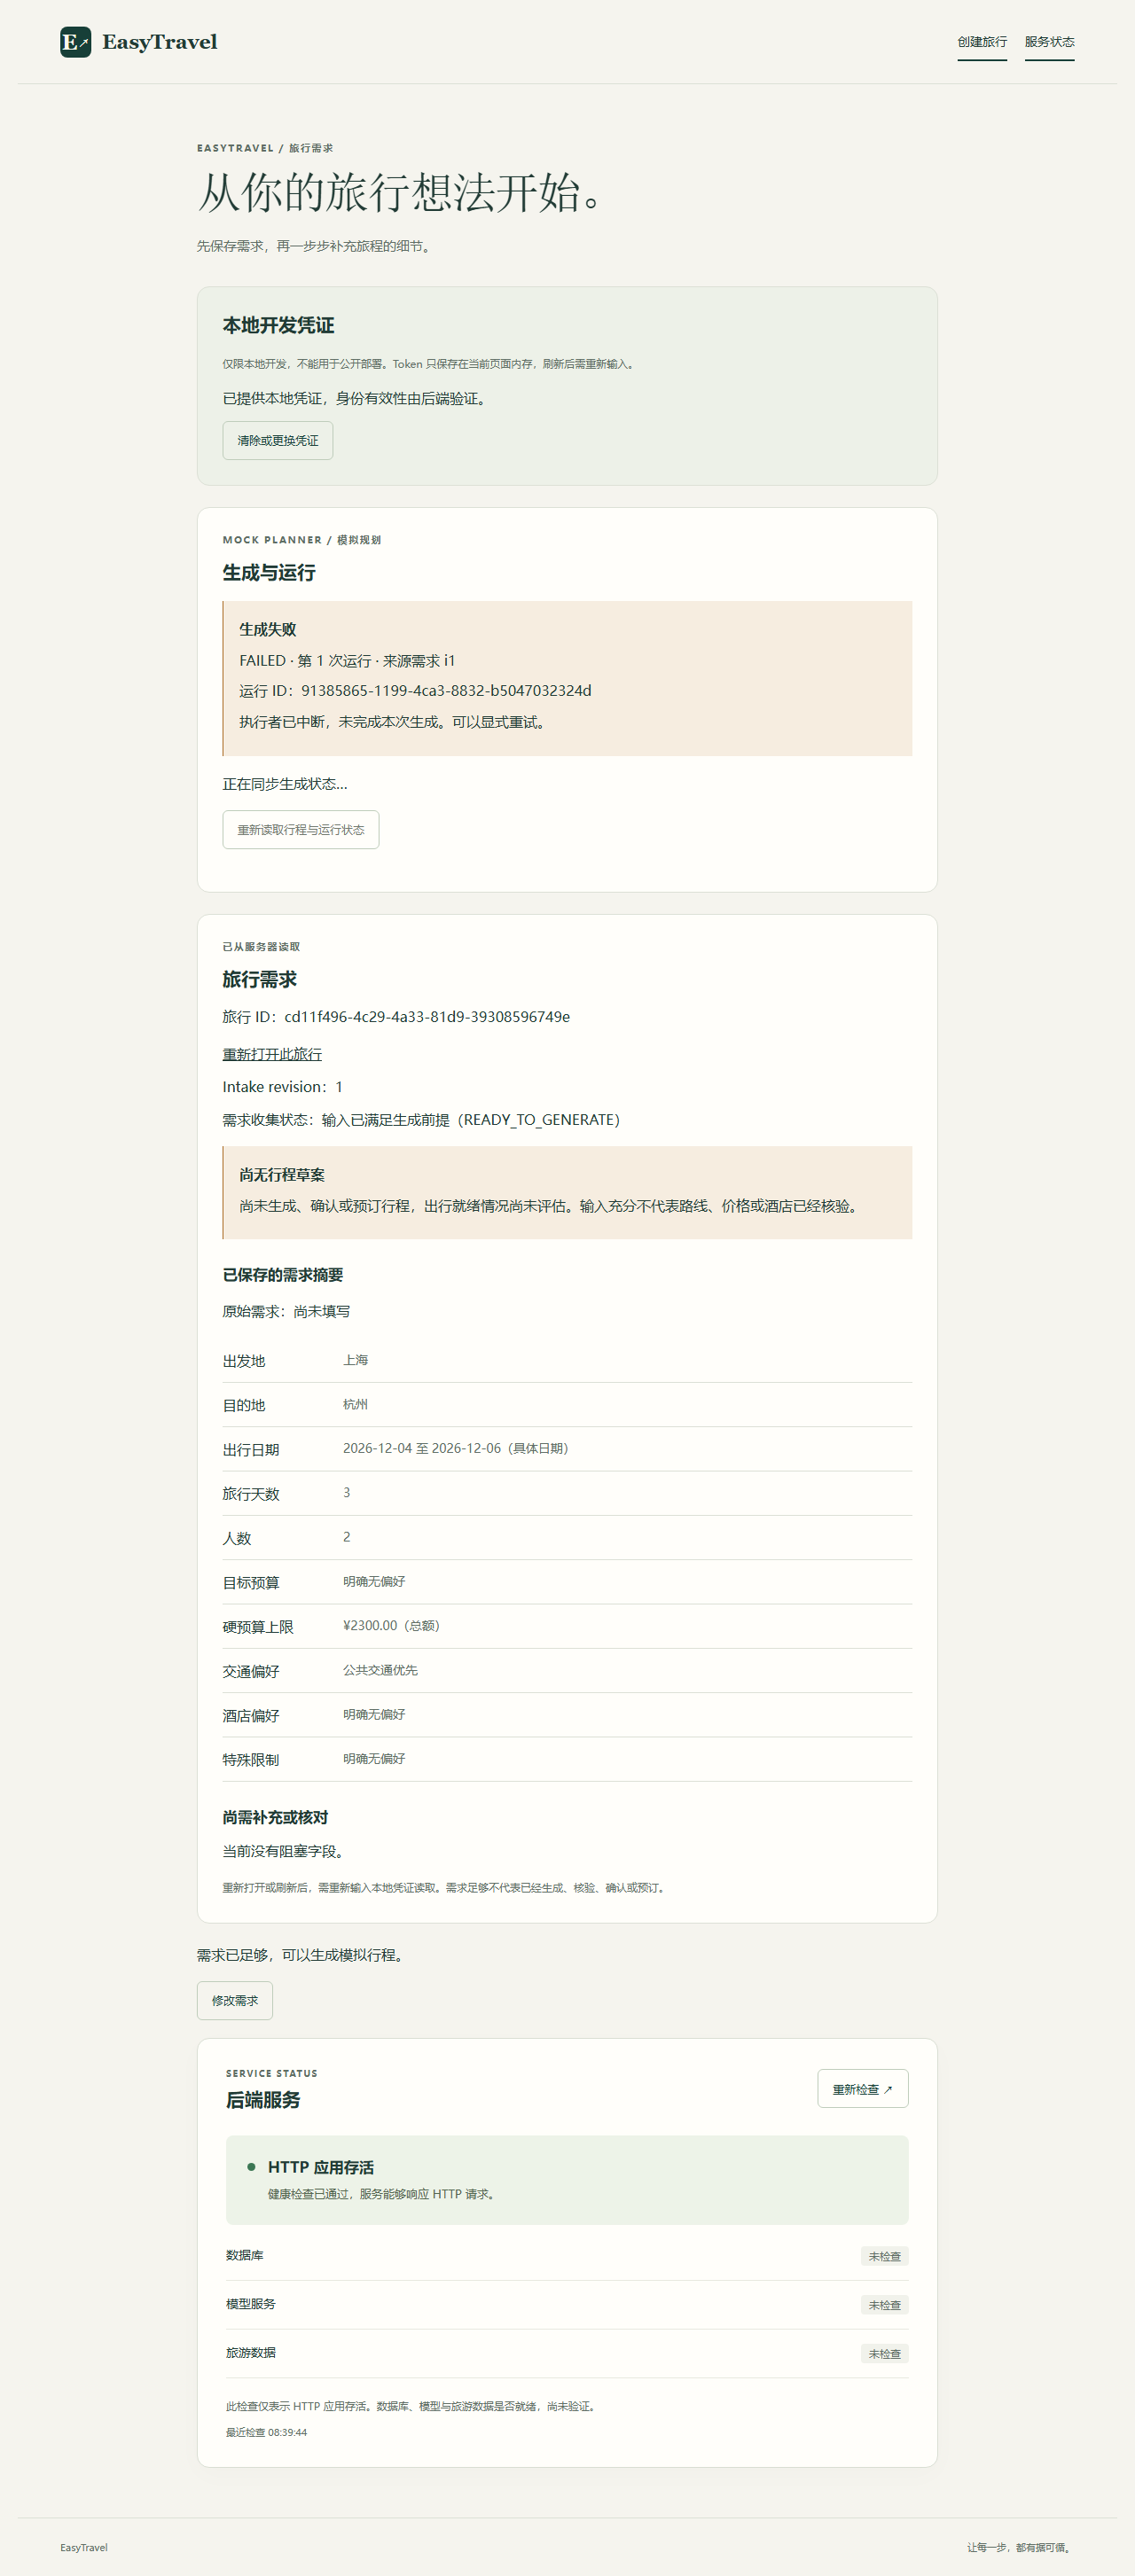 E↗ EasyTravel
创建旅行 服务状态
EASYTRAVEL / 旅行需求
从你的旅行想法开始。
先保存需求，再一步步补充旅程的细节。
本地开发凭证
仅限本地开发，不能用于公开部署。Token 只保存在当前页面内存，刷新后需重新输入。
已提供本地凭证，身份有效性由后端验证。
清除或更换凭证
MOCK PLANNER / 模拟规划
生成与运行
生成失败
FAILED · 第 1 次运行 · 来源需求 i1
运行 ID：91385865-1199-4ca3-8832-b5047032324d
执行者已中断，未完成本次生成。可以显式重试。
正在同步生成状态…
重新读取行程与运行状态
已从服务器读取
旅行需求
旅行 ID：cd11f496-4c29-4a33-81d9-39308596749e
重新打开此旅行
Intake revision：1
需求收集状态：输入已满足生成前提（READY_TO_GENERATE）
尚无行程草案
尚未生成、确认或预订行程，出行就绪情况尚未评估。输入充分不代表路线、价格或酒店已经核验。
已保存的需求摘要
原始需求：尚未填写
出发地 上海
目的地 杭州
出行日期 2026-12-04 至 2026-12-06（具体日期）
旅行天数 3
人数 2
目标预算 明确无偏好
硬预算上限 ¥2300.00（总额）
交通偏好 公共交通优先
酒店偏好 明确无偏好
特殊限制 明确无偏好
尚需补充或核对
当前没有阻塞字段。
重新打开或刷新后，需重新输入本地凭证读取。需求足够不代表已经生成、核验、确认或预订。
需求已足够，可以生成模拟行程。
修改需求
SERVICE STATUS
后端服务
重新检查 ↗
HTTP 应用存活
健康检查已通过，服务能够响应 HTTP 请求。
数据库 未检查
模型服务 未检查
旅游数据 未检查
此检查仅表示 HTTP 应用存活。数据库、模型与旅游数据是否就绪，尚未验证。
最近检查 08:39:44
EasyTravel
让每一步，都有据可循。